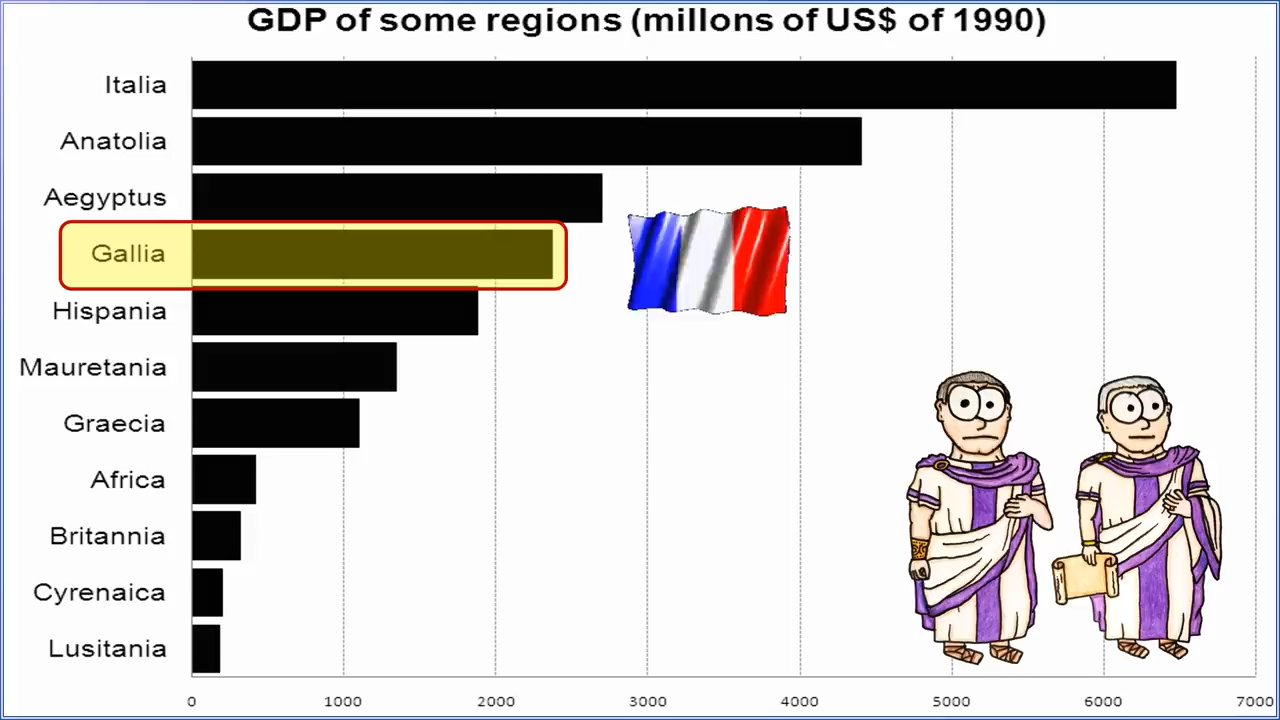 GDP of some regions (millons of US$ of 1990)
Italia
Anatolia
Aegyptus
Gallia
Hispania
Mauretania
Graecia
Africa
Britannia
Cyrenaica
Lusitania
0 1000 2000 3000 4000 5000 6000 7000